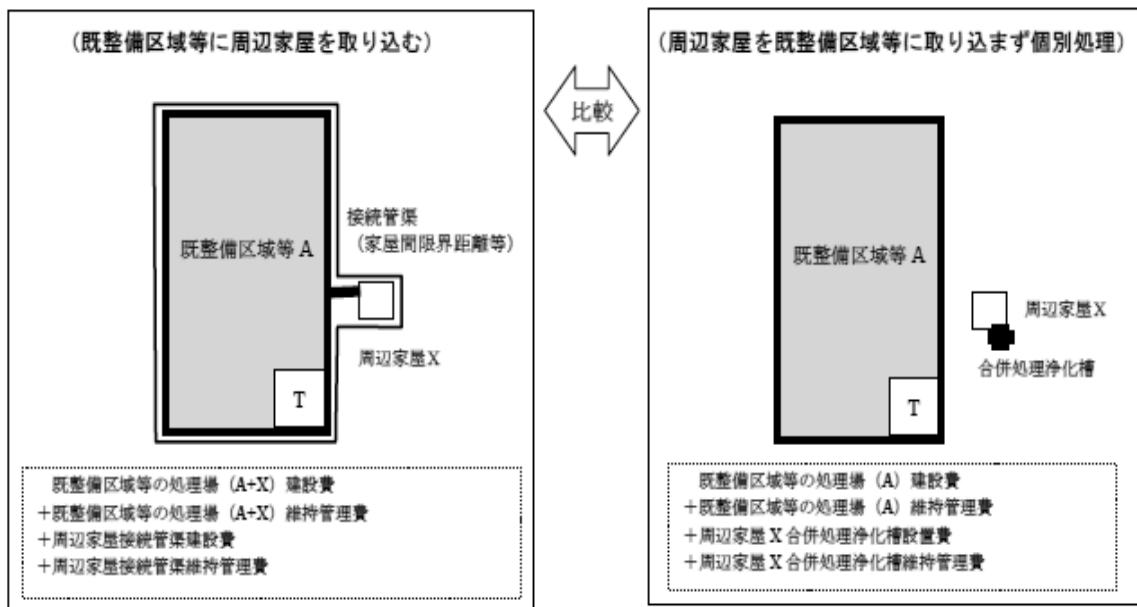 (既整備区域等に周辺家屋を取り込む)
既整備区域等 A
接続管渠
(家屋間限界距離等)
周辺家屋X
T
既整備区域等の処理場 (A+X) 建設費
+既整備区域等の処理場 (A+X) 維持管理費
+周辺家屋接続管渠建設費
+周辺家屋接続管渠維持管理費
比較
(周辺家屋を既整備区域等に取り込まず個別処理)
既整備区域等 A
周辺家屋X
合併処理浄化槽
T
既整備区域等の処理場 (A) 建設費
+既整備区域等の処理場 (A) 維持管理費
+周辺家屋 X 合併処理浄化槽設置費
+周辺家屋 X 合併処理浄化槽維持管理費